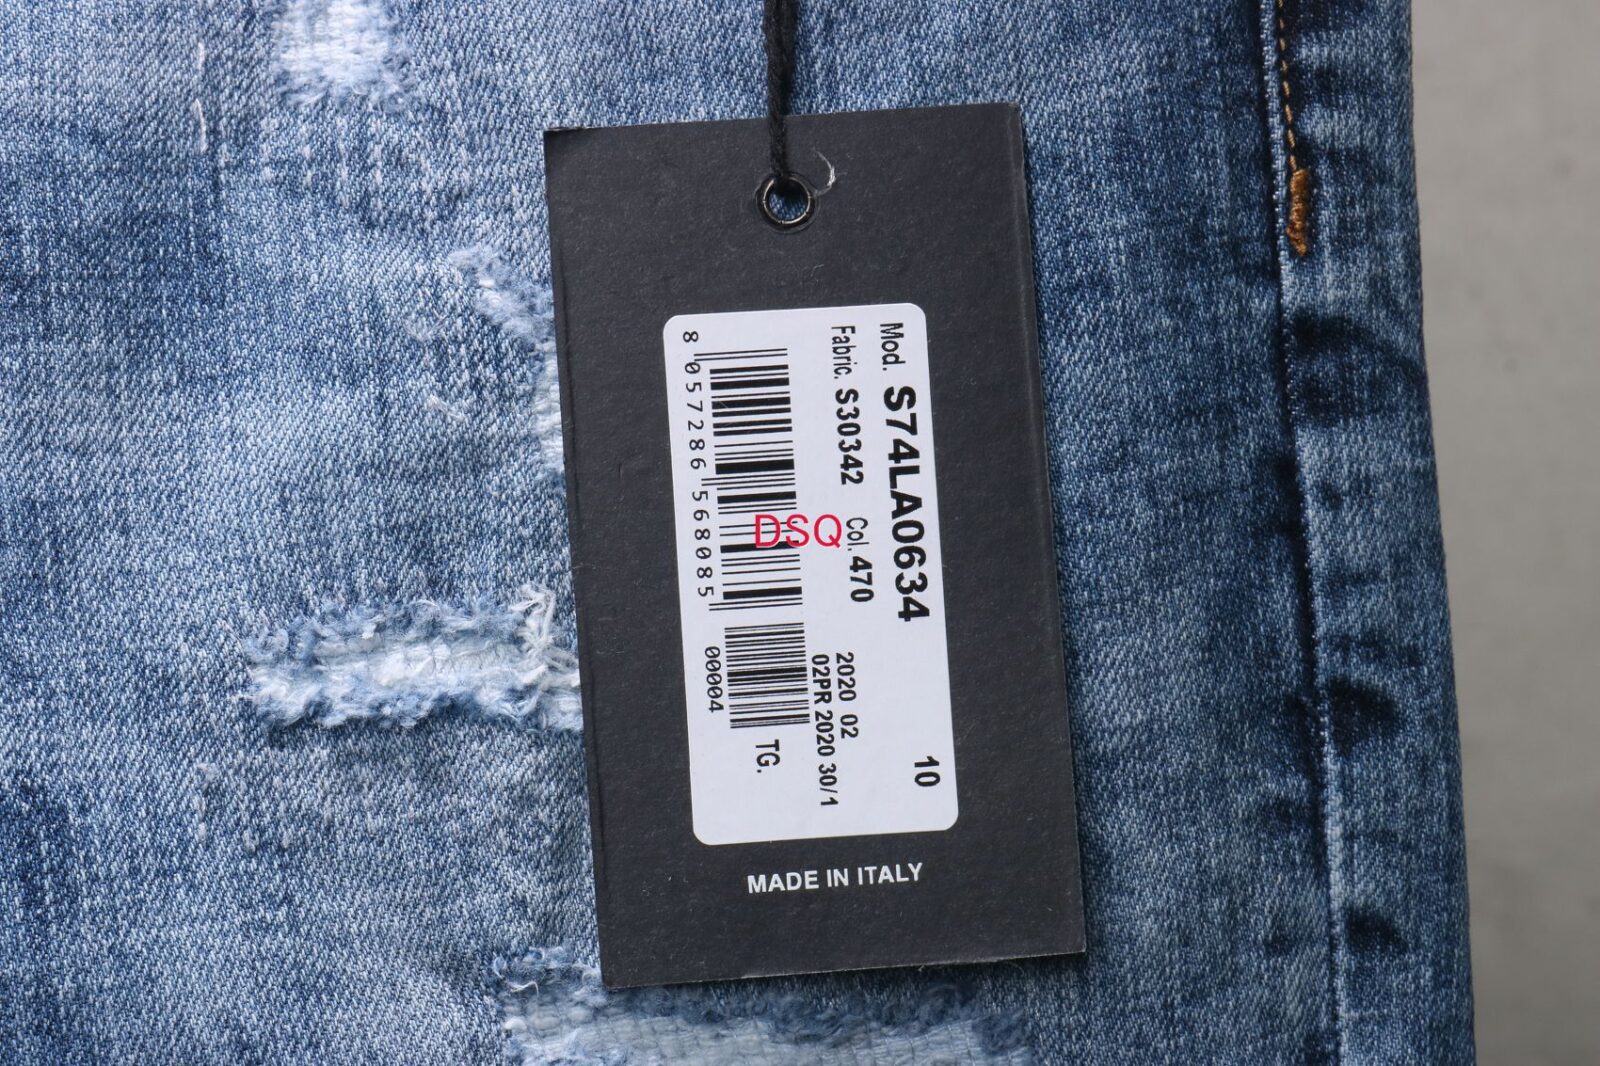 Mod. S74LA0634 10
Fabric. S30342 Col. 470 2020 02
02PR 2020 30/1
8 057286 568085
000004
TG.
DSQ
MADE IN ITALY